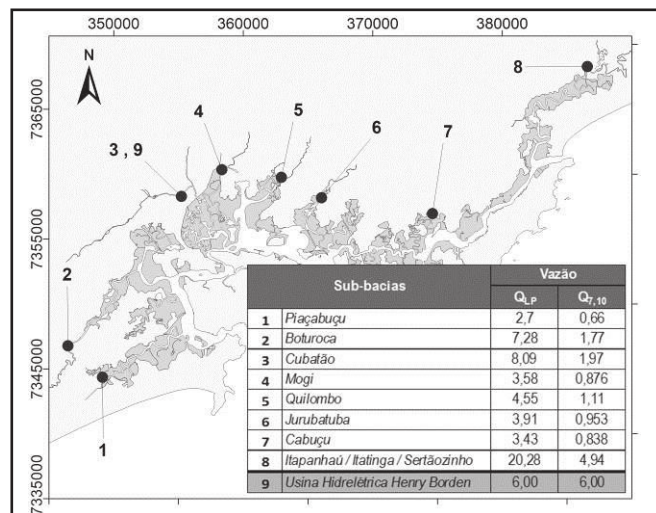 350000 360000 370000 380000
N
8
4
5
3 , 9
6
7
2
1
7365000
7355000
7345000
7335000
Sub-bacias Vazão
Q_LP Q_7,10
1 Piaçabuçu 2,7 0,66
2 Boturoca 7,28 1,77
3 Cubatão 8,09 1,97
4 Mogi 3,58 0,876
5 Quilombo 4,55 1,11
6 Jurubatuba 3,91 0,953
7 Cabuçu 3,43 0,838
8 Itapanhaú / Itatinga / Sertãozinho 20,28 4,94
9 Usina Hidrelétrica Henry Borden 6,00 6,00